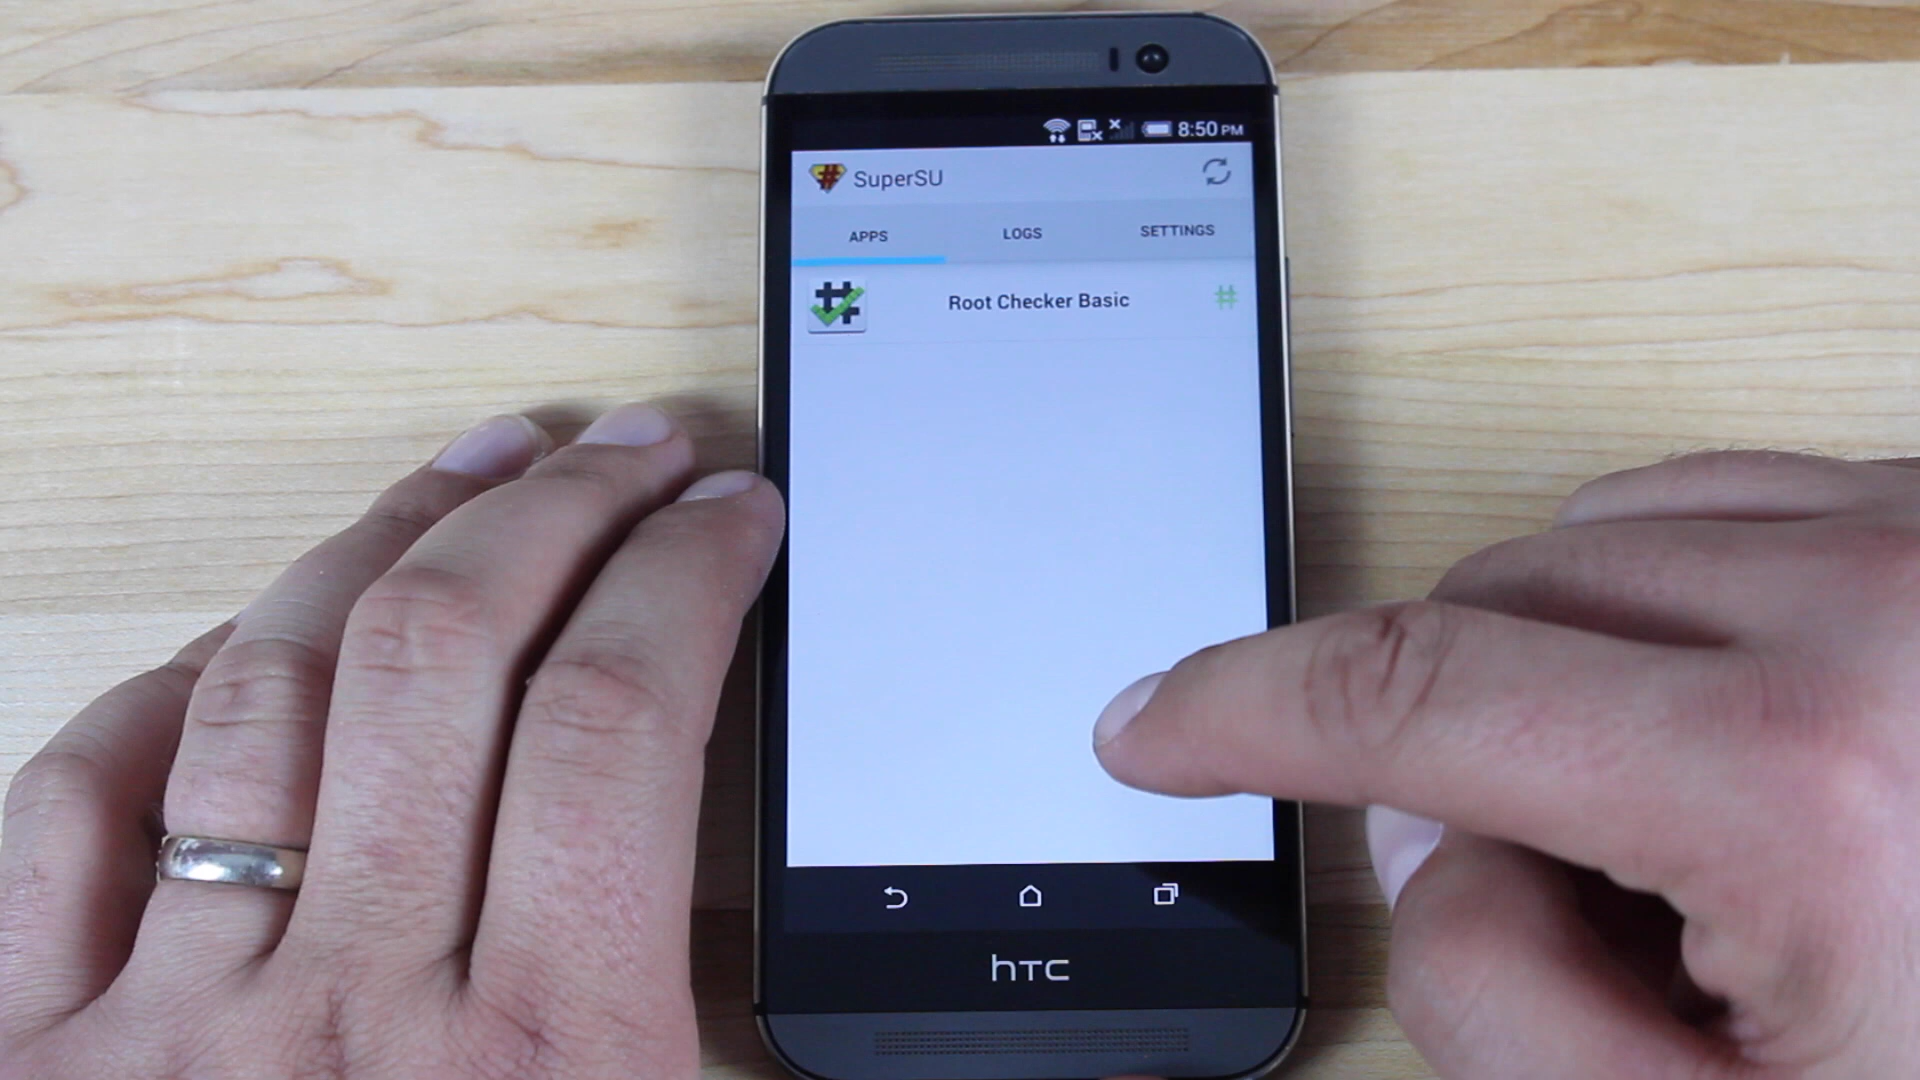 8:50 PM
SuperSU
APPS LOGS SETTINGS
Root Checker Basic #
hTC